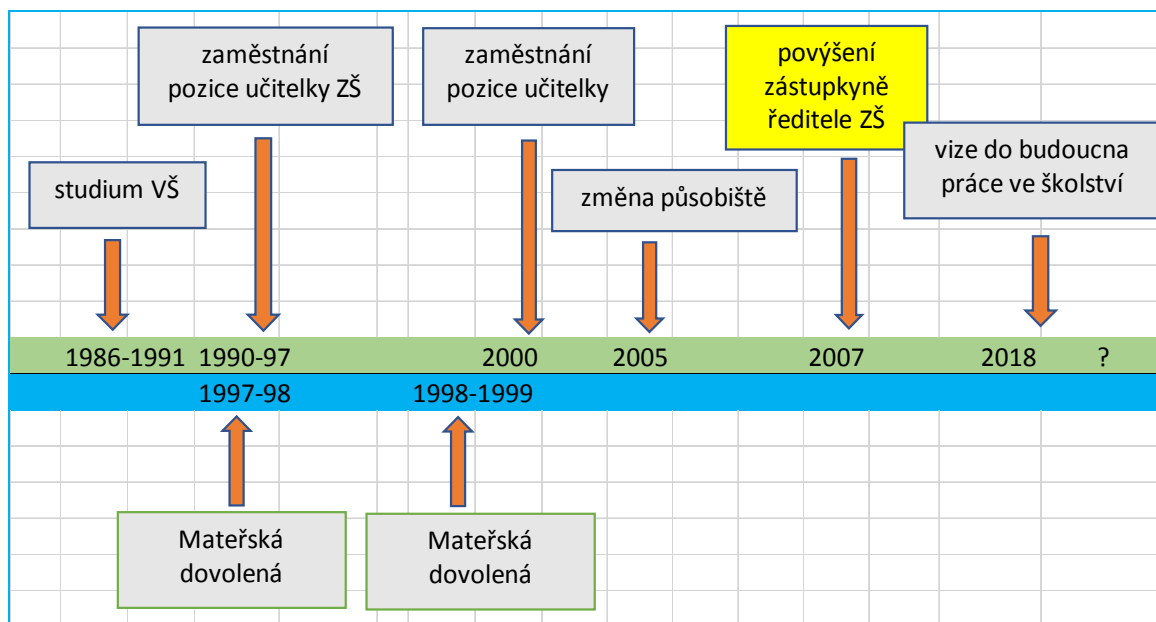 zaměstnání
pozice učitelky ZŠ
zaměstnání
pozice učitelky
povýšení
zástupkyně
ředitele ZŠ
vize do budoucna
práce ve školství
studium VŠ
změna působiště
1986-1991 1990-97 2000 2005 2007 2018 ?
1997-98 1998-1999
Mateřská
dovolená
Mateřská
dovolená